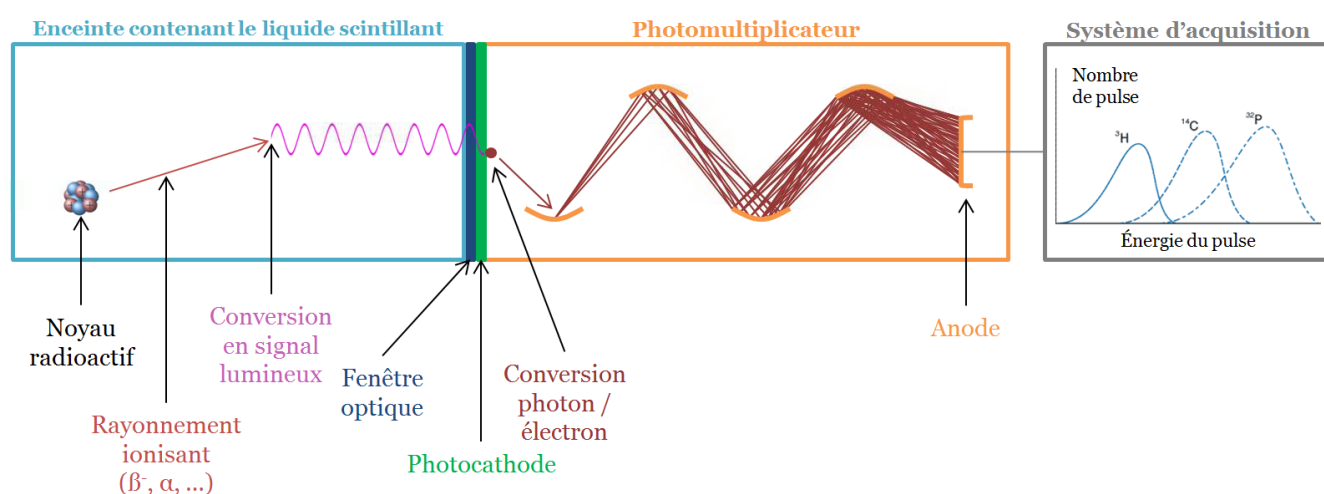 Enceinte contenant le liquide scintillant
Photomultiplicateur
Système d’acquisition
Nombre
de pulse
³H
¹⁴C
³²P
Énergie du pulse
Noyau
radioactif
Rayonnement
ionisant
(ß⁻, α, ...)
Conversion
en signal
lumineux
Fenêtre
optique
Photocathode
Conversion
photon /
électron
Anode